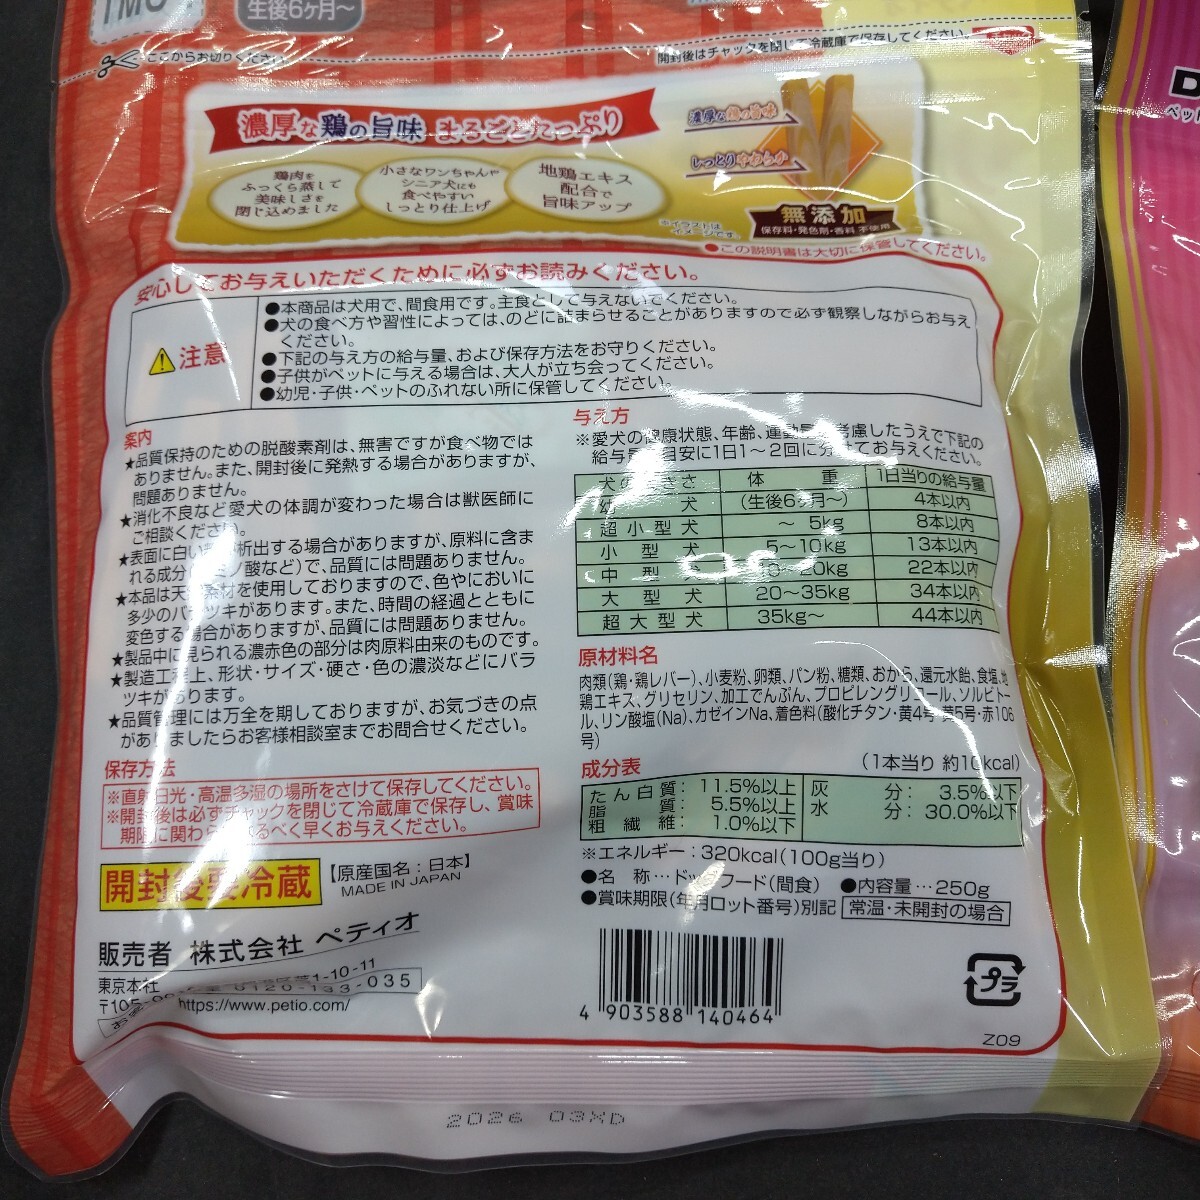 生後6ヶ月～
ここからお切りください。
開封後はチャックを閉じて冷蔵庫で保存してください。
濃厚な鶏の旨味 まるごとたっぷり
鶏肉を
ふっくら蒸して
美味しさを
閉じ込めました
小さなワンちゃんや
シニア犬にも
食べやすい
しっとり仕上げ
地鶏エキス
配合で
旨味アップ
濃厚な鶏の旨味
しっとりやわらか
※イラストは
イメージです。
無添加
保存料・発色剤・香料 不使用
●この説明書は大切に保管してください。
安心してお与えいただくために必ずお読みください。
注意
●本商品は犬用で、間食用です。主食として与えないでください。
●犬の食べ方や習性によっては、のどに詰まらせることがありますので必ず観察しながらお与え
ください。
●下記の与え方の給与量、および保存方法をお守りください。
●子供がペットに与える場合は、大人が立ち会ってください。
●幼児・子供・ペットのふれない所に保管してください。
案内
★品質保持のための脱酸素剤は、無害ですが食べ物では
ありません。また、開封後に発熱する場合がありますが、
問題ありません。
★消化不良など愛犬の体調が変わった場合は獣医師に
ご相談ください。
★表面に白い 析出する場合がありますが、原料に含ま
れる成分 ノ酸など)で、品質には問題ありません。
★本品は天 素材を使用しておりますので、色やにおいに
多少のバラツキがあります。また、時間の経過とともに
変色する場合がありますが、品質には問題ありません。
★製品中に見られる濃赤色の部分は肉原料由来のものです。
★製造工程上、形状・サイズ・硬さ・色の濃淡などにバラ
ツキがあります。
★品質管理には万全を期しておりますが、お気づきの点
がありましたらお客様相談室までお問合せください。
保存方法
※直射日光・高温多湿の場所をさけて保存してください。
※開封後は必ずチャックを閉じて冷蔵庫で保存し、賞味
期限に関わらずなるべく早くお与えください。
開封後要冷蔵
【原産国名：日本】
MADE IN JAPAN
販売者 株式会社 ペティオ
東京本社 1-10-11
〒105- 0120-133-035
https://www.petio.com/
与え方
※愛犬の健康状態、年齢、運動量を考慮したうえで下記の
給与量を目安に1日1～2回に分けてお与えください。
犬の大きさ 体重 1日当りの給与量
幼犬 (生後6ヶ月～) 4本以内
超小型犬 ～5kg 8本以内
小型犬 5～10kg 13本以内
中型犬 10～20kg 22本以内
大型犬 20～35kg 34本以内
超大型犬 35kg～ 44本以内
原材料名
肉類(鶏・鶏レバー)、小麦粉、卵類、パン粉、糖類、おから、還元水飴、食塩、地
鶏エキス、グリセリン、加工でんぷん、プロピレングリコール、ソルビトー
ル、リン酸塩(Na)、カゼインNa、着色料(酸化チタン・黄4号・黄5号・赤106
号)
成分表 (1本当り 約10kcal)
たん白質： 11.5%以上 灰分： 3.5%以下
脂質： 5.5%以上 水分： 30.0%以下
粗繊維： 1.0%以下
※エネルギー：320kcal(100g当り)
●名 称…ドッグフード(間食) ●内容量…250g
●賞味期限(年月ロット番号)別記 常温・未開封の場合
4 903588 140464
プラ
Z09
2026 03XD